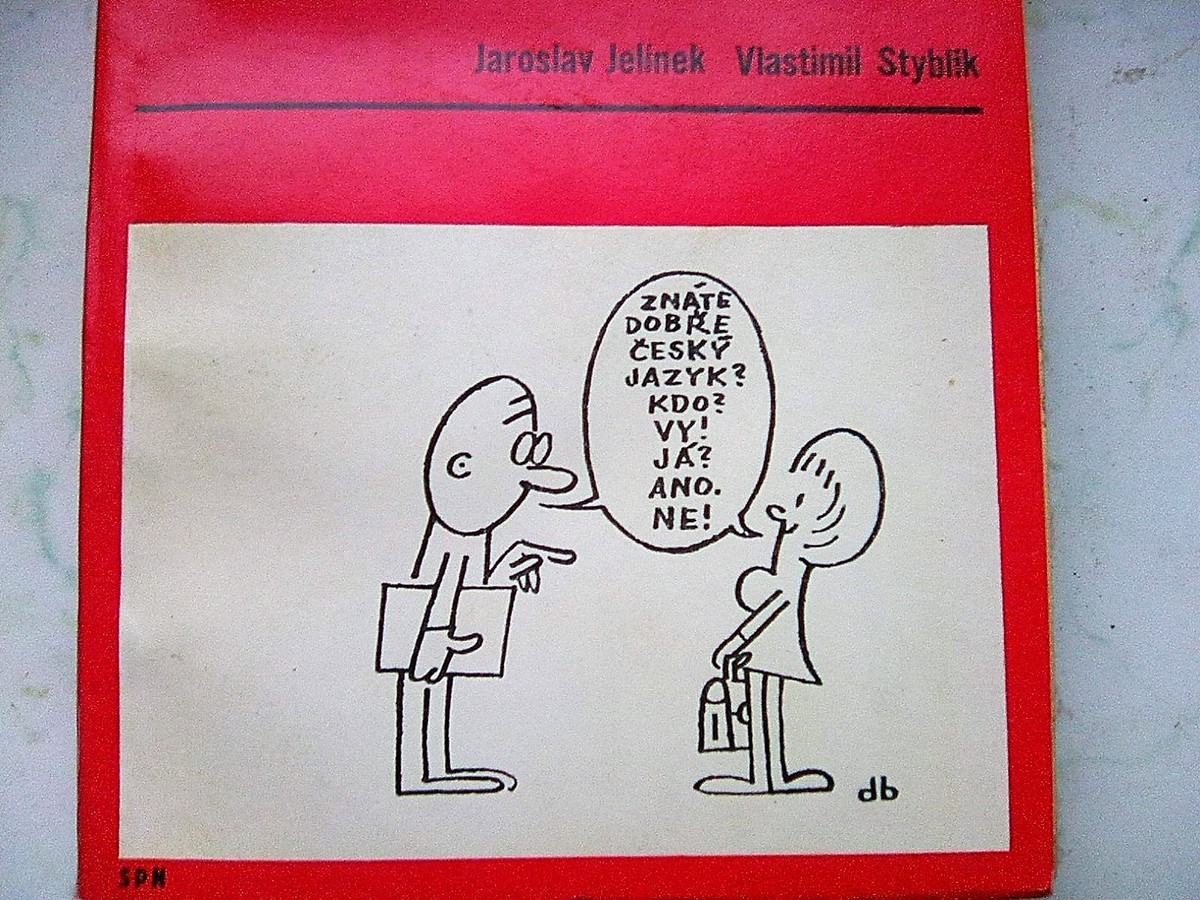 Jaroslav Jelínek Vlastimil Styblík
ZNÁTE
DOBŘE
ČESKÝ
JAZYK?
KDO?
VY!
JÁ?
ANO.
NE!
db
SPN